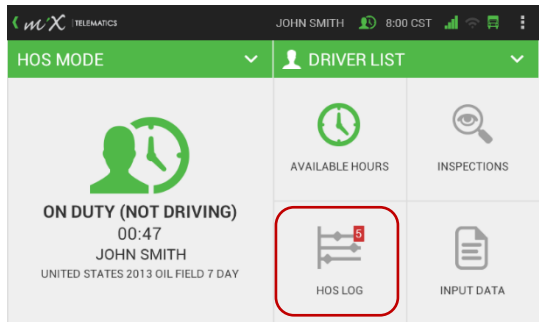 miX TELEMATICS JOHN SMITH 8:00 CST
HOS MODE
DRIVER LIST
ON DUTY (NOT DRIVING)
00:47
JOHN SMITH
UNITED STATES 2013 OIL FIELD 7 DAY
AVAILABLE HOURS
INSPECTIONS
5
HOS LOG
INPUT DATA